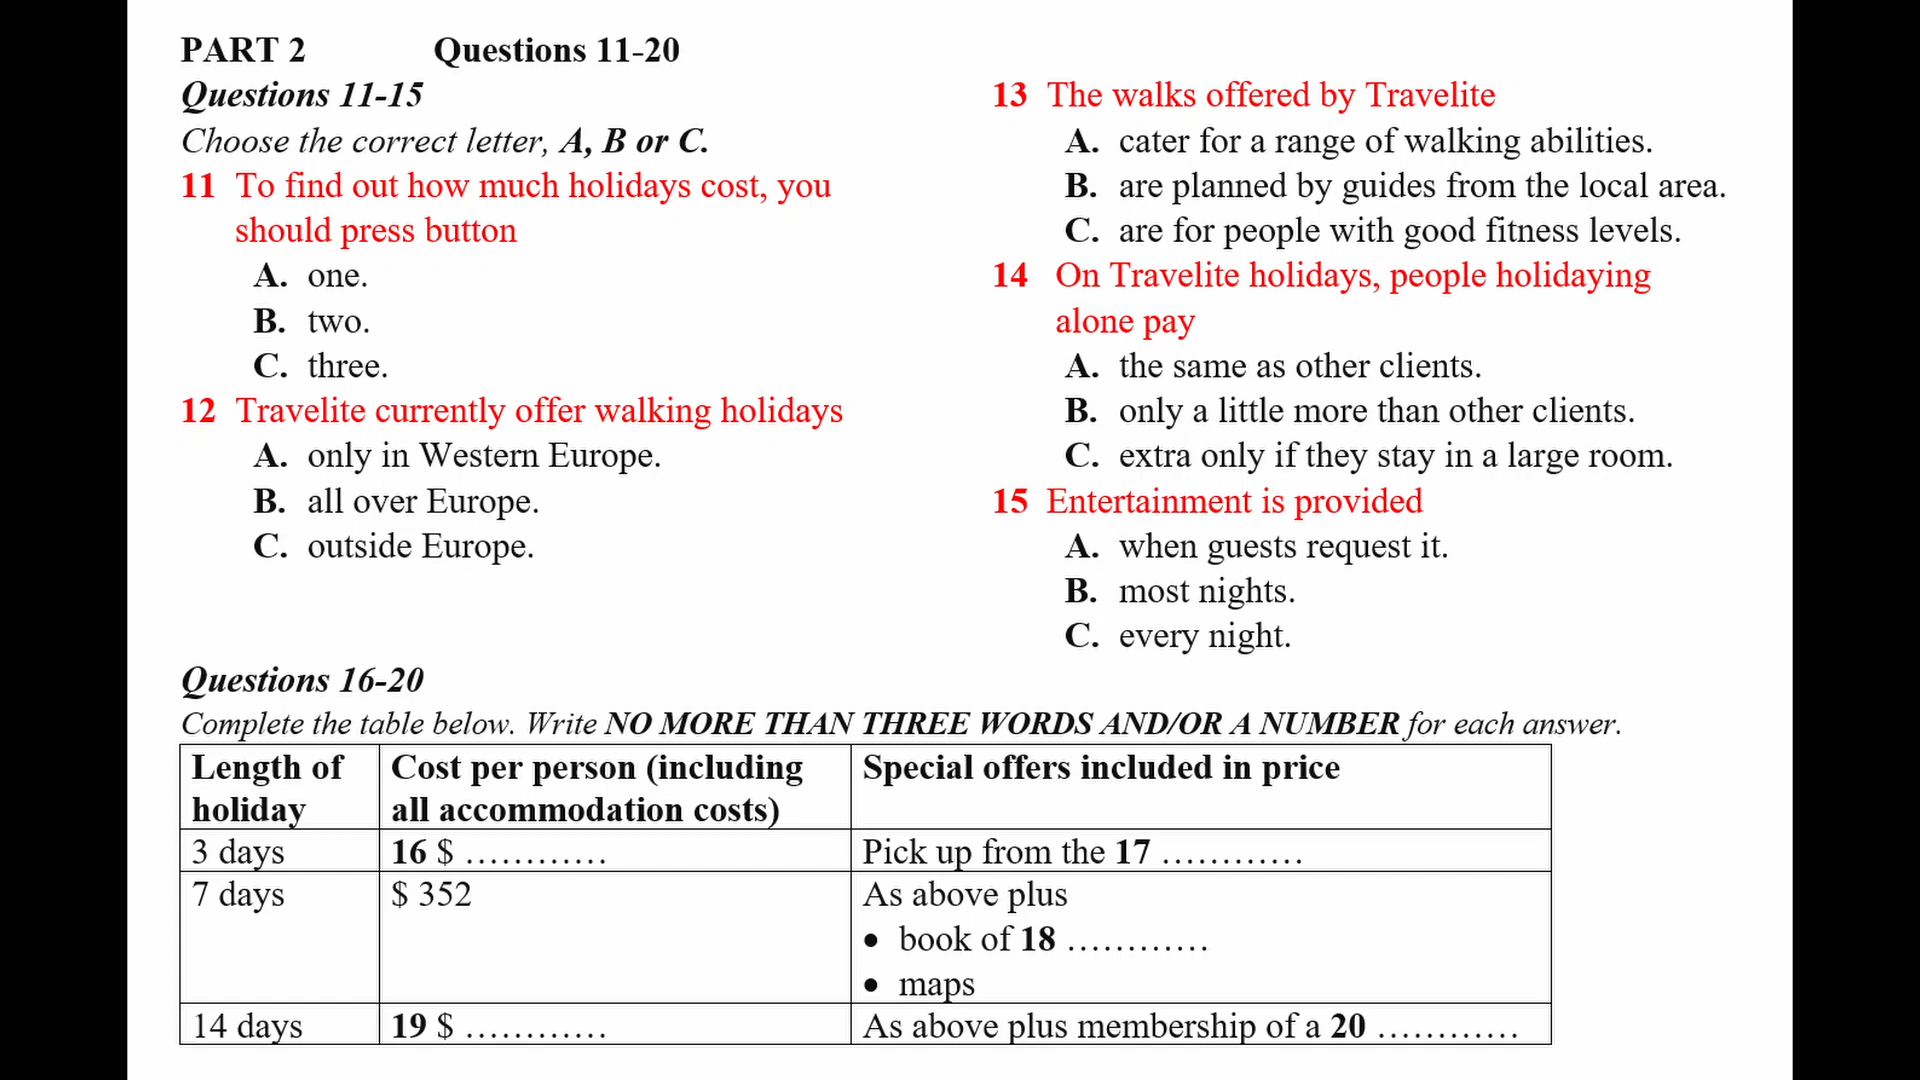 PART 2 Questions 11-20
Questions 11-15
Choose the correct letter, A, B or C.
11 To find out how much holidays cost, you
should press button
A. one.
B. two.
C. three.
12 Travelite currently offer walking holidays
A. only in Western Europe.
B. all over Europe.
C. outside Europe.
13 The walks offered by Travelite
A. cater for a range of walking abilities.
B. are planned by guides from the local area.
C. are for people with good fitness levels.
14 On Travelite holidays, people holidaying
alone pay
A. the same as other clients.
B. only a little more than other clients.
C. extra only if they stay in a large room.
15 Entertainment is provided
A. when guests request it.
B. most nights.
C. every night.
Questions 16-20
Complete the table below. Write NO MORE THAN THREE WORDS AND/OR A NUMBER for each answer.
Length of holiday
Cost per person (including all accommodation costs)
Special offers included in price
3 days
16 $ …………
Pick up from the 17 …………
7 days
$ 352
As above plus
• book of 18 …………
• maps
14 days
19 $ …………
As above plus membership of a 20 …………